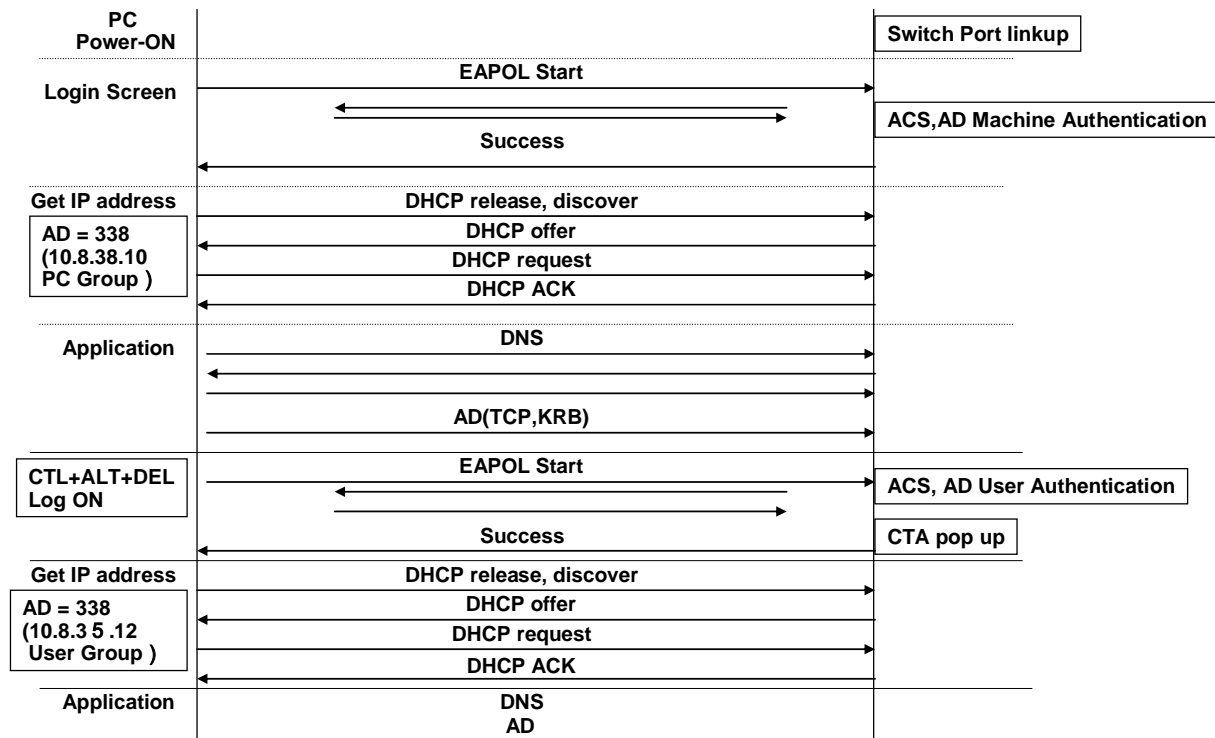 PC
Power-ON
Switch Port linkup
EAPOL Start
Login Screen
ACS,AD Machine Authentication
Success
Get IP address
DHCP release, discover
AD = 338
(10.8.38.10
PC Group )
DHCP offer
DHCP request
DHCP ACK
Application
DNS
AD(TCP,KRB)
CTL+ALT+DEL
Log ON
EAPOL Start
ACS, AD User Authentication
Success
CTA pop up
Get IP address
DHCP release, discover
AD = 338
(10.8.3 5 .12
User Group )
DHCP offer
DHCP request
DHCP ACK
Application
DNS
AD